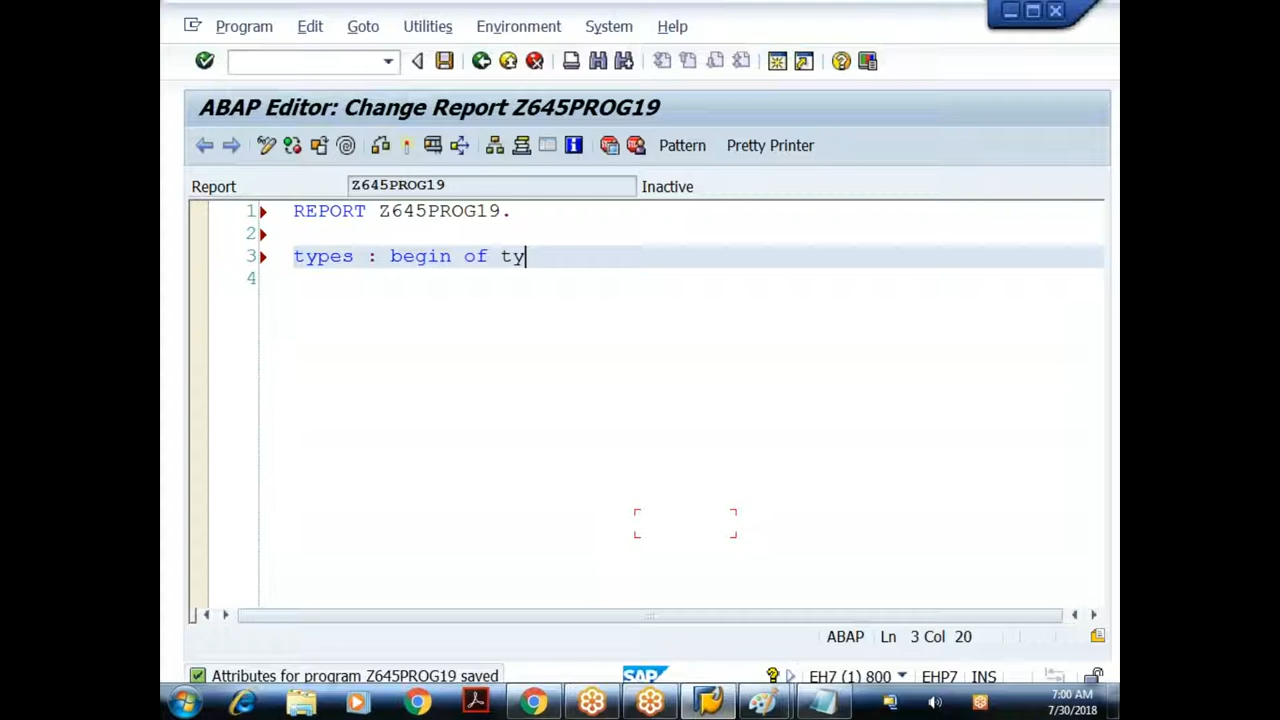 Program Edit Goto Utilities Environment System Help
ABAP Editor: Change Report Z645PROG19
Pattern Pretty Printer
Report Z645PROG19 Inactive
1 REPORT Z645PROG19.
2
3 types : begin of ty
4
ABAP Ln 3 Col 20
Attributes for program Z645PROG19 saved SAP EH7 (1) 800 EHP7 INS
7:00 AM
7/30/2018